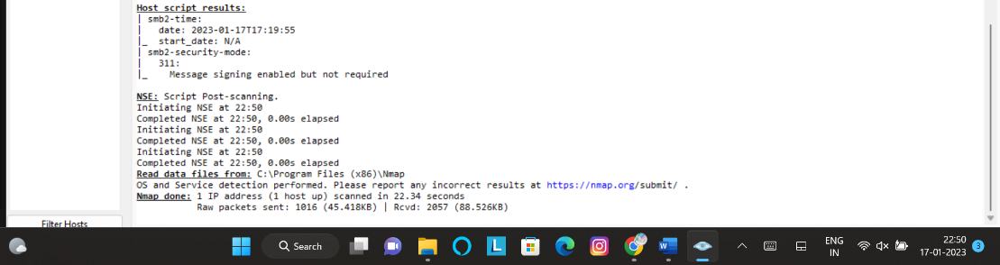 Host script results:
| smb2-time:
|   date: 2023-01-17T17:19:55
|_  start_date: N/A
| smb2-security-mode:
|   311:
|_    Message signing enabled but not required
NSE: Script Post-scanning.
Initiating NSE at 22:50
Completed NSE at 22:50, 0.00s elapsed
Initiating NSE at 22:50
Completed NSE at 22:50, 0.00s elapsed
Initiating NSE at 22:50
Completed NSE at 22:50, 0.00s elapsed
Read data files from: C:\Program Files (x86)\Nmap
OS and Service detection performed. Please report any incorrect results at https://nmap.org/submit/ .
Nmap done: 1 IP address (1 host up) scanned in 22.34 seconds
Raw packets sent: 1016 (45.418KB) | Rcvd: 2057 (88.526KB)
Filter Hosts
Search
L
W
ENG
IN
22:50
17-01-2023
3